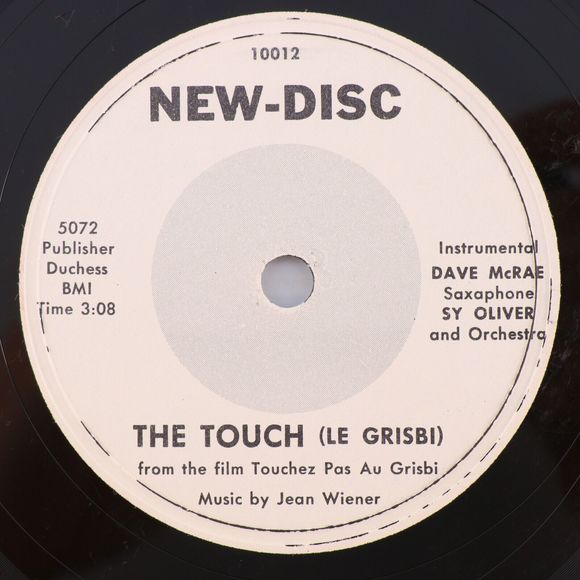 10012
NEW-DISC
5072
Publisher
Duchess
BMI
Time 3:08
Instrumental
DAVE McRAE
Saxaphone
SY OLIVER
and Orchestra
THE TOUCH (LE GRISBI)
from the film Touchez Pas Au Grisbi
Music by Jean Wiener